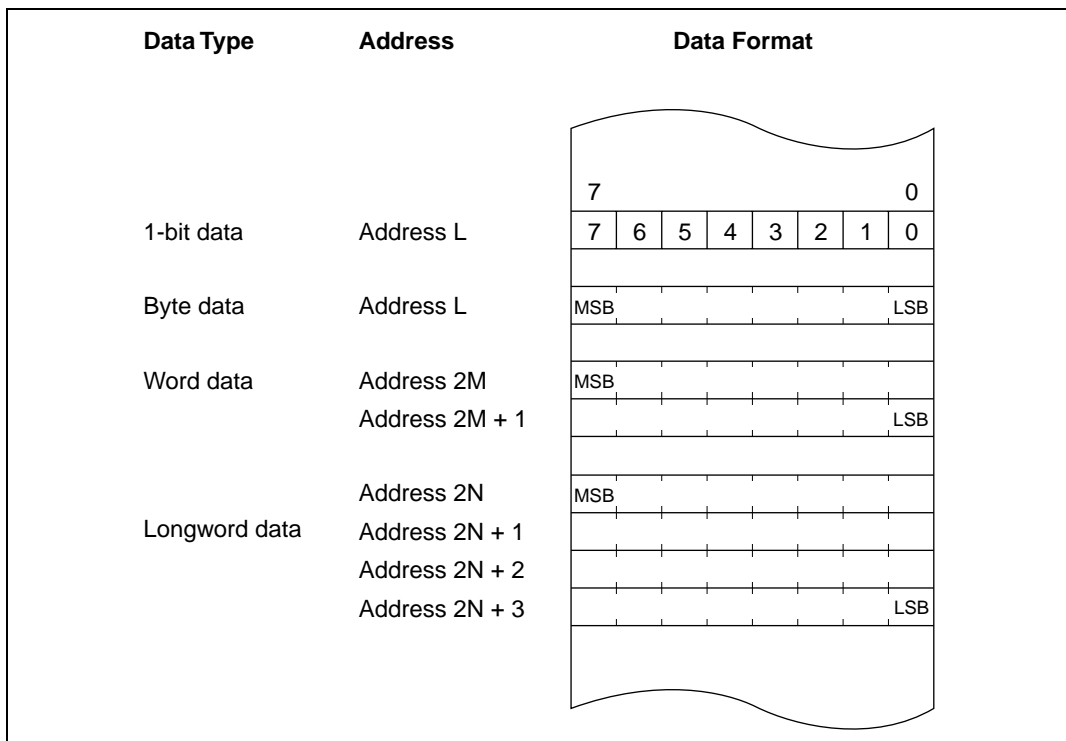 Data Type Address Data Format
7 0
1-bit data Address L 7 6 5 4 3 2 1 0
Byte data Address L MSB LSB
Word data Address 2M MSB
Address 2M + 1 LSB
Address 2N MSB
Longword data Address 2N + 1
Address 2N + 2
Address 2N + 3 LSB